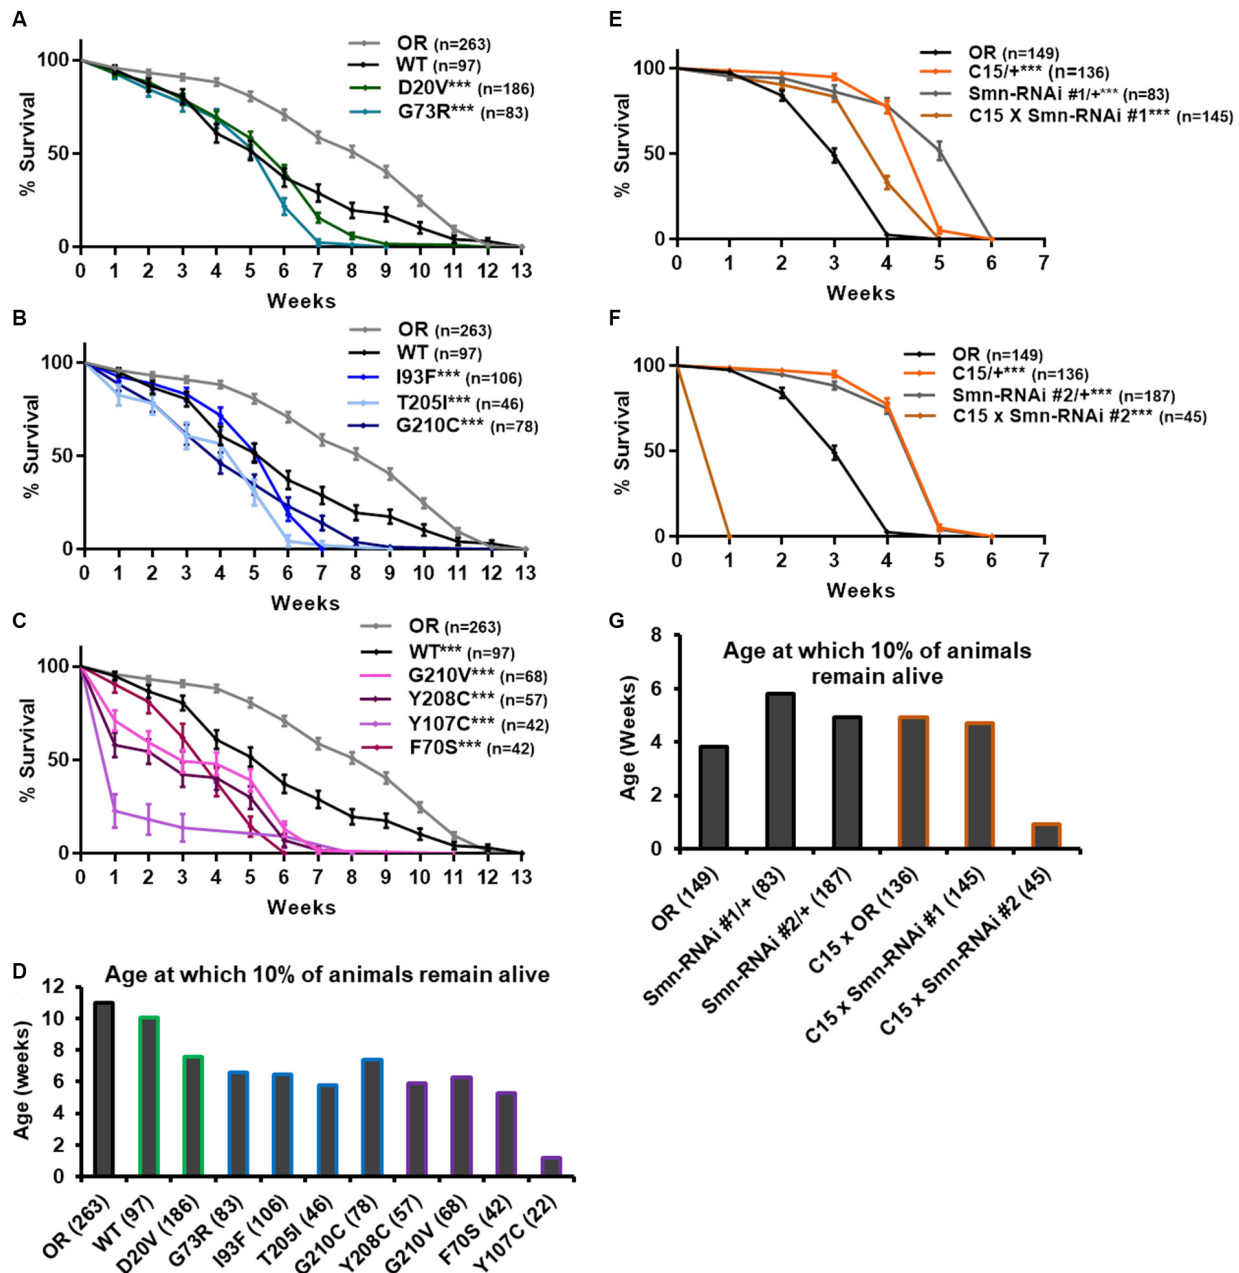 A
OR (n=263)
WT (n=97)
D20V*** (n=186)
G73R*** (n=83)
% Survival
100
50
0
0 1 2 3 4 5 6 7 8 9 10 11 12 13
Weeks
B
OR (n=263)
WT (n=97)
I93F*** (n=106)
T205I*** (n=46)
G210C*** (n=78)
% Survival
100
50
0
0 1 2 3 4 5 6 7 8 9 10 11 12 13
Weeks
C
OR (n=263)
WT*** (n=97)
G210V*** (n=68)
Y208C*** (n=57)
Y107C*** (n=42)
F70S*** (n=42)
% Survival
100
50
0
0 1 2 3 4 5 6 7 8 9 10 11 12 13
Weeks
D
Age at which 10% of animals remain alive
Age (weeks)
12
10
8
6
4
2
0
OR (263)
WT (97)
D20V (186)
G73R (83)
I93F (106)
T205I (46)
G210C (78)
Y208C (57)
G210V (68)
F70S (42)
Y107C (22)
E
OR (n=149)
C15/+*** (n=136)
Smn-RNAi #1/+*** (n=83)
C15 X Smn-RNAi #1*** (n=145)
% Survival
100
50
0
0 1 2 3 4 5 6 7
Weeks
F
OR (n=149)
C15/+*** (n=136)
Smn-RNAi #2/+*** (n=187)
C15 x Smn-RNAi #2*** (n=45)
% Survival
100
50
0
0 1 2 3 4 5 6 7
Weeks
G
Age at which 10% of animals
remain alive
Age (Weeks)
8
6
4
2
0
OR (149)
Smn-RNAi #1/+ (83)
Smn-RNAi #2/+ (187)
C15 x OR (136)
C15 x Smn-RNAi #1 (145)
C15 x Smn-RNAi #2 (45)